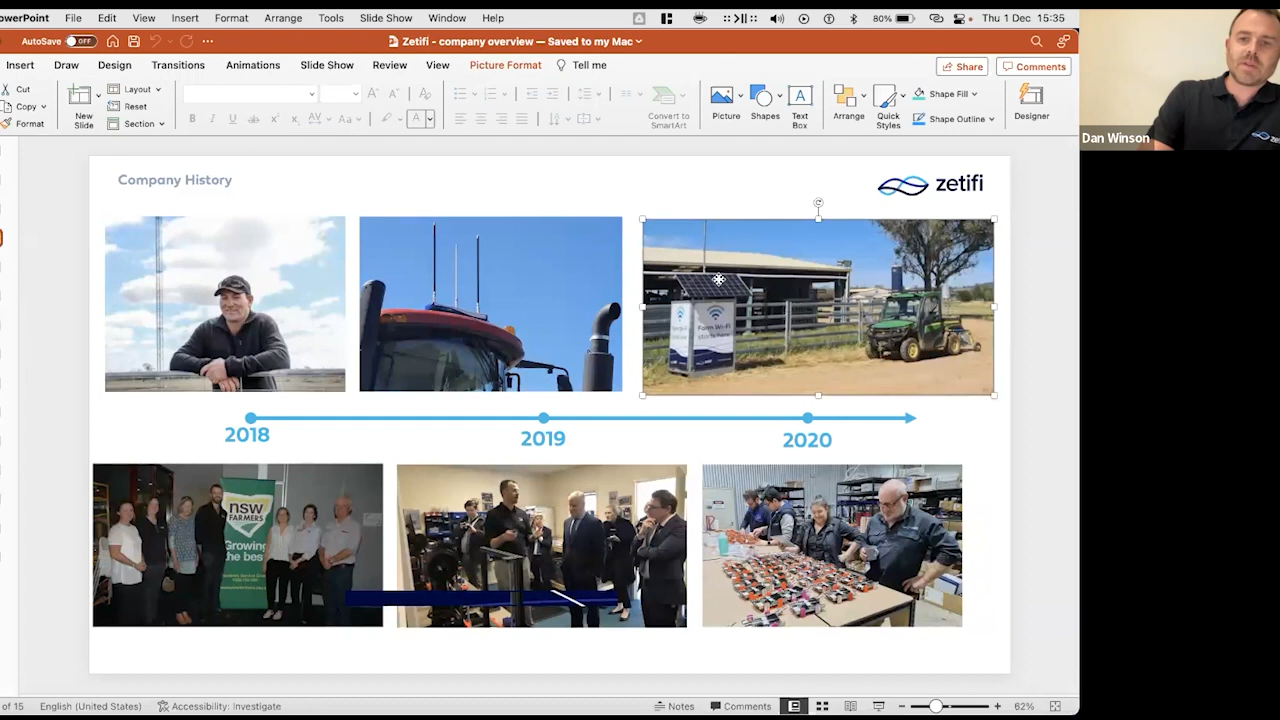 owerPoint File Edit View Insert Format Arrange Tools Slide Show Window Help 80% Thu 1 Dec 15:35
AutoSave OFF Zetifi - company overview — Saved to my Mac
Insert Draw Design Transitions Animations Slide Show Review View Picture Format Tell me Share Comments
Cut
Copy
Format
New Slide
Layout
Reset
Section
Convert to SmartArt
Picture
Shapes
Text Box
Arrange
Quick Styles
Shape Fill
Shape Outline
Designer
Dan Winson
Company History
zetifi
Farm Wi-Fi
starts here
2018 2019 2020
nsw
FARMERS
Growing
the best
of 15 English (United States) Accessibility: Investigate Notes Comments 62%